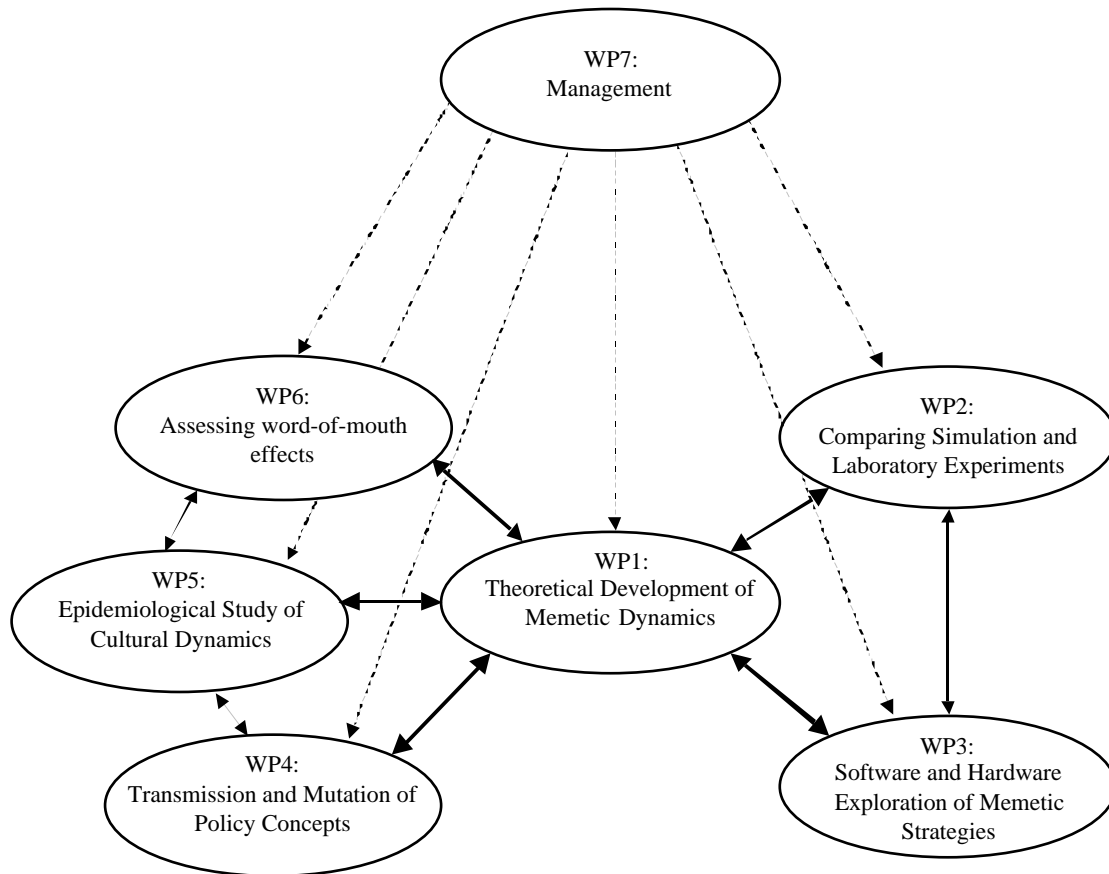 WP7:
Management
WP6:
Assessing word-of-mouth
effects
WP2:
Comparing Simulation and
Laboratory Experiments
WP1:
Theoretical Development of
Memetic Dynamics
WP5:
Epidemiological Study of
Cultural Dynamics
WP4:
Transmission and Mutation of
Policy Concepts
WP3:
Software and Hardware
Exploration of Memetic
Strategies